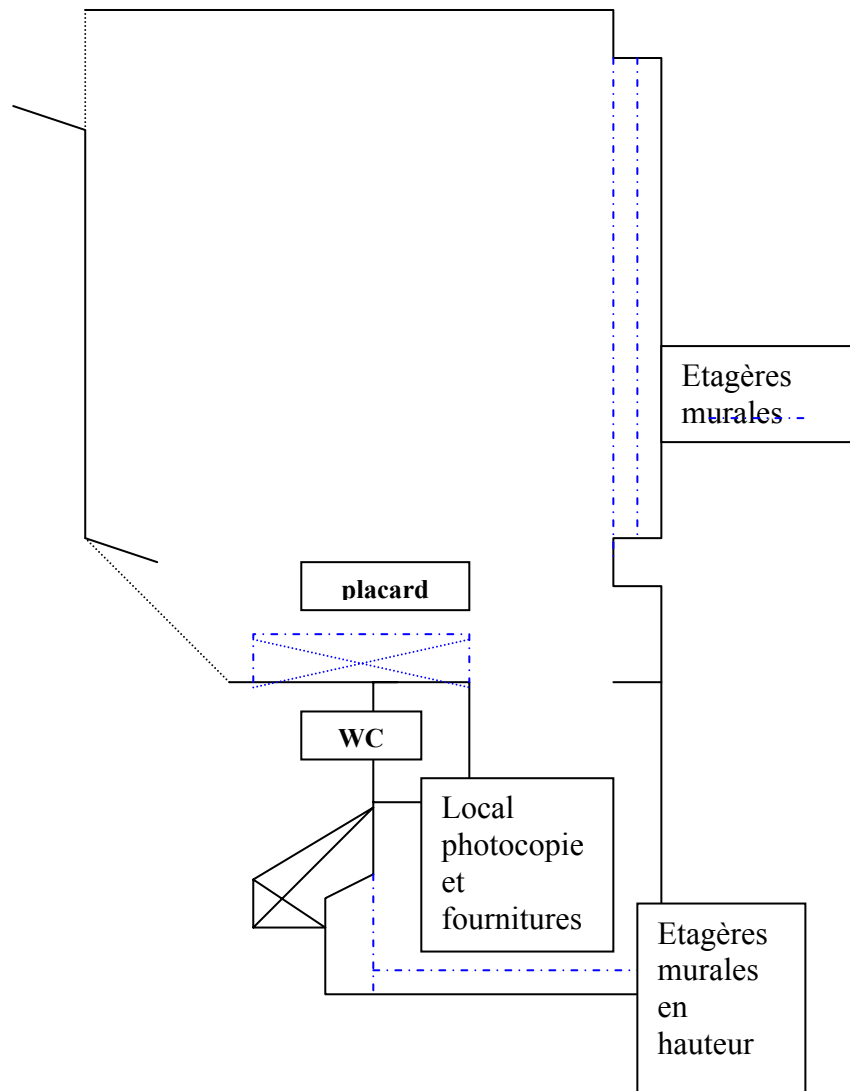 Etagères
murales
placard
WC
Local
photocopie
et
fournitures
Etagères
murales
en
hauteur